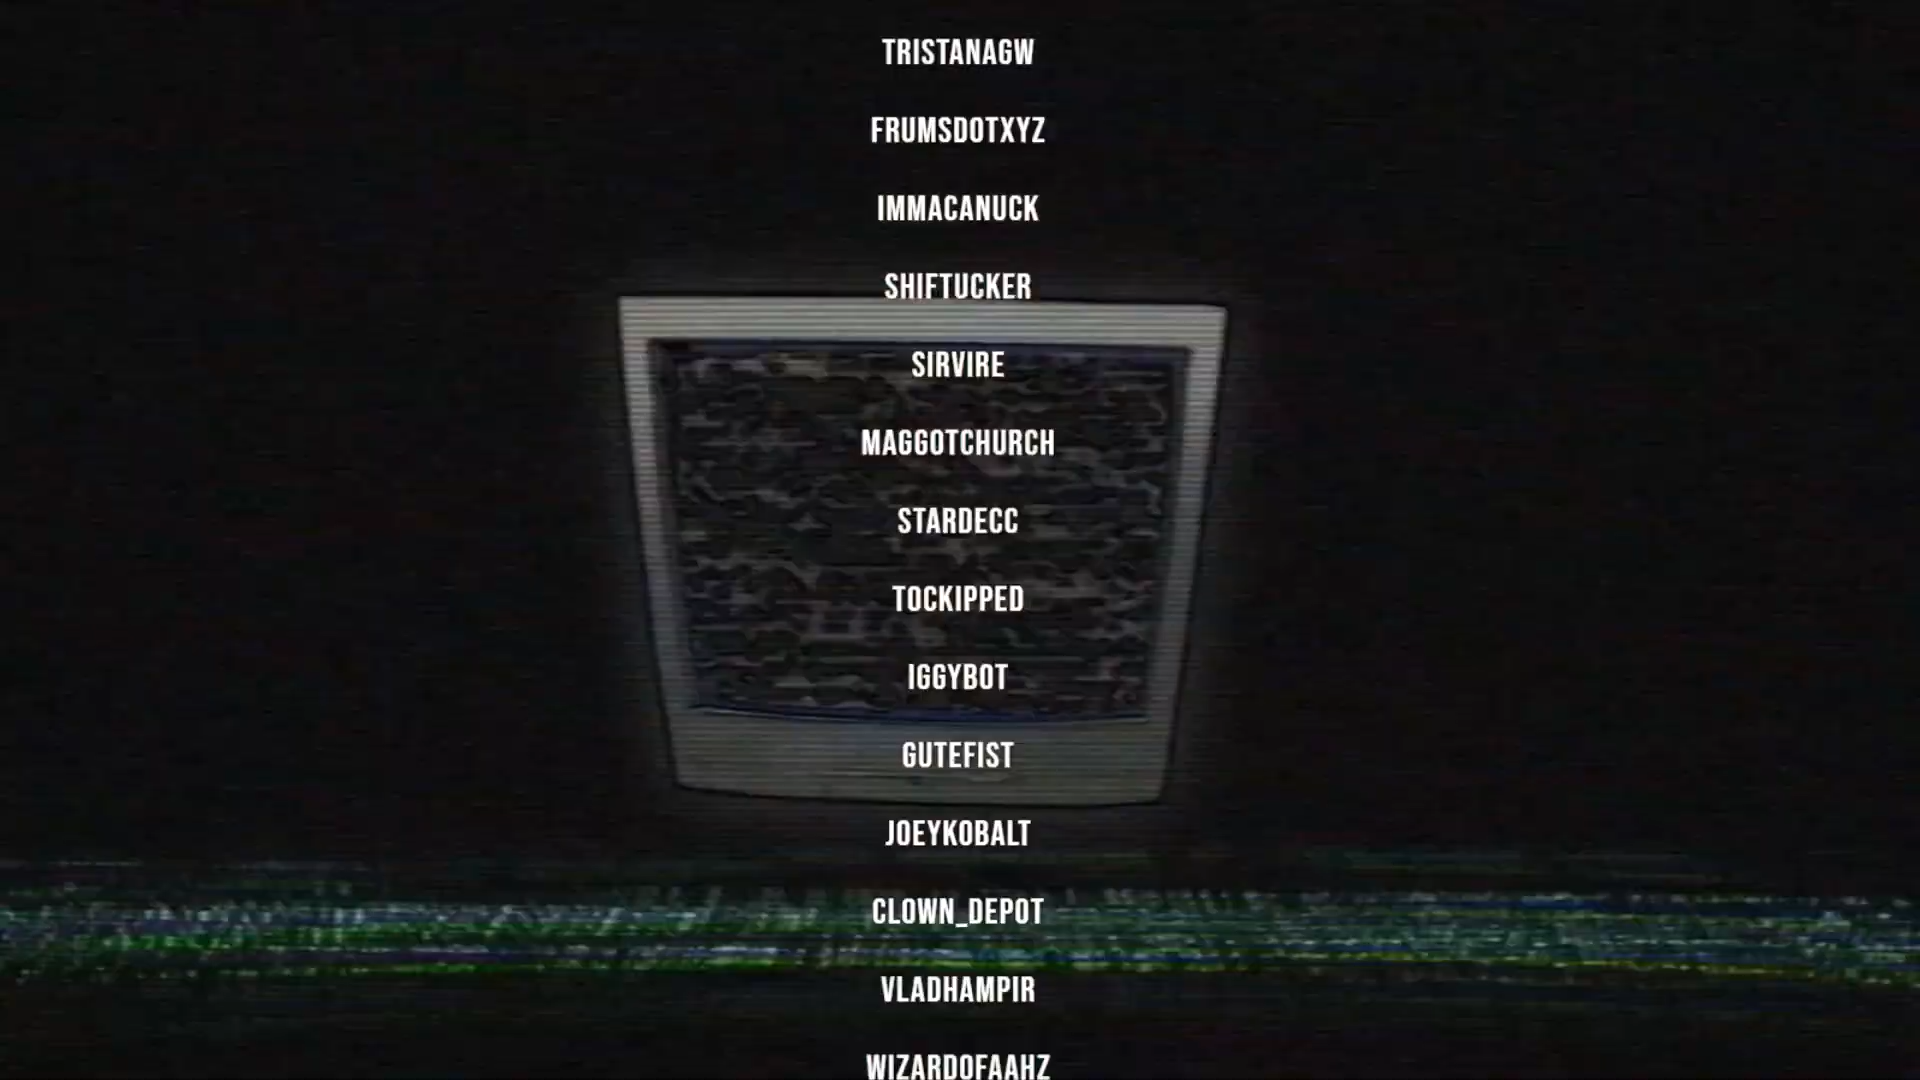 TRISTANAGW
FRUMSDOTXYZ
IMMACANUCK
SHIFTUCKER
SIRVIRE
MAGGOTCHURCH
STARDECC
TOCKIPPED
IGGYBOT
GUTEFIST
JOEYKOBALT
CLOWN_DEPOT
VLADHAMPIR
WIZARDOFAAHZ